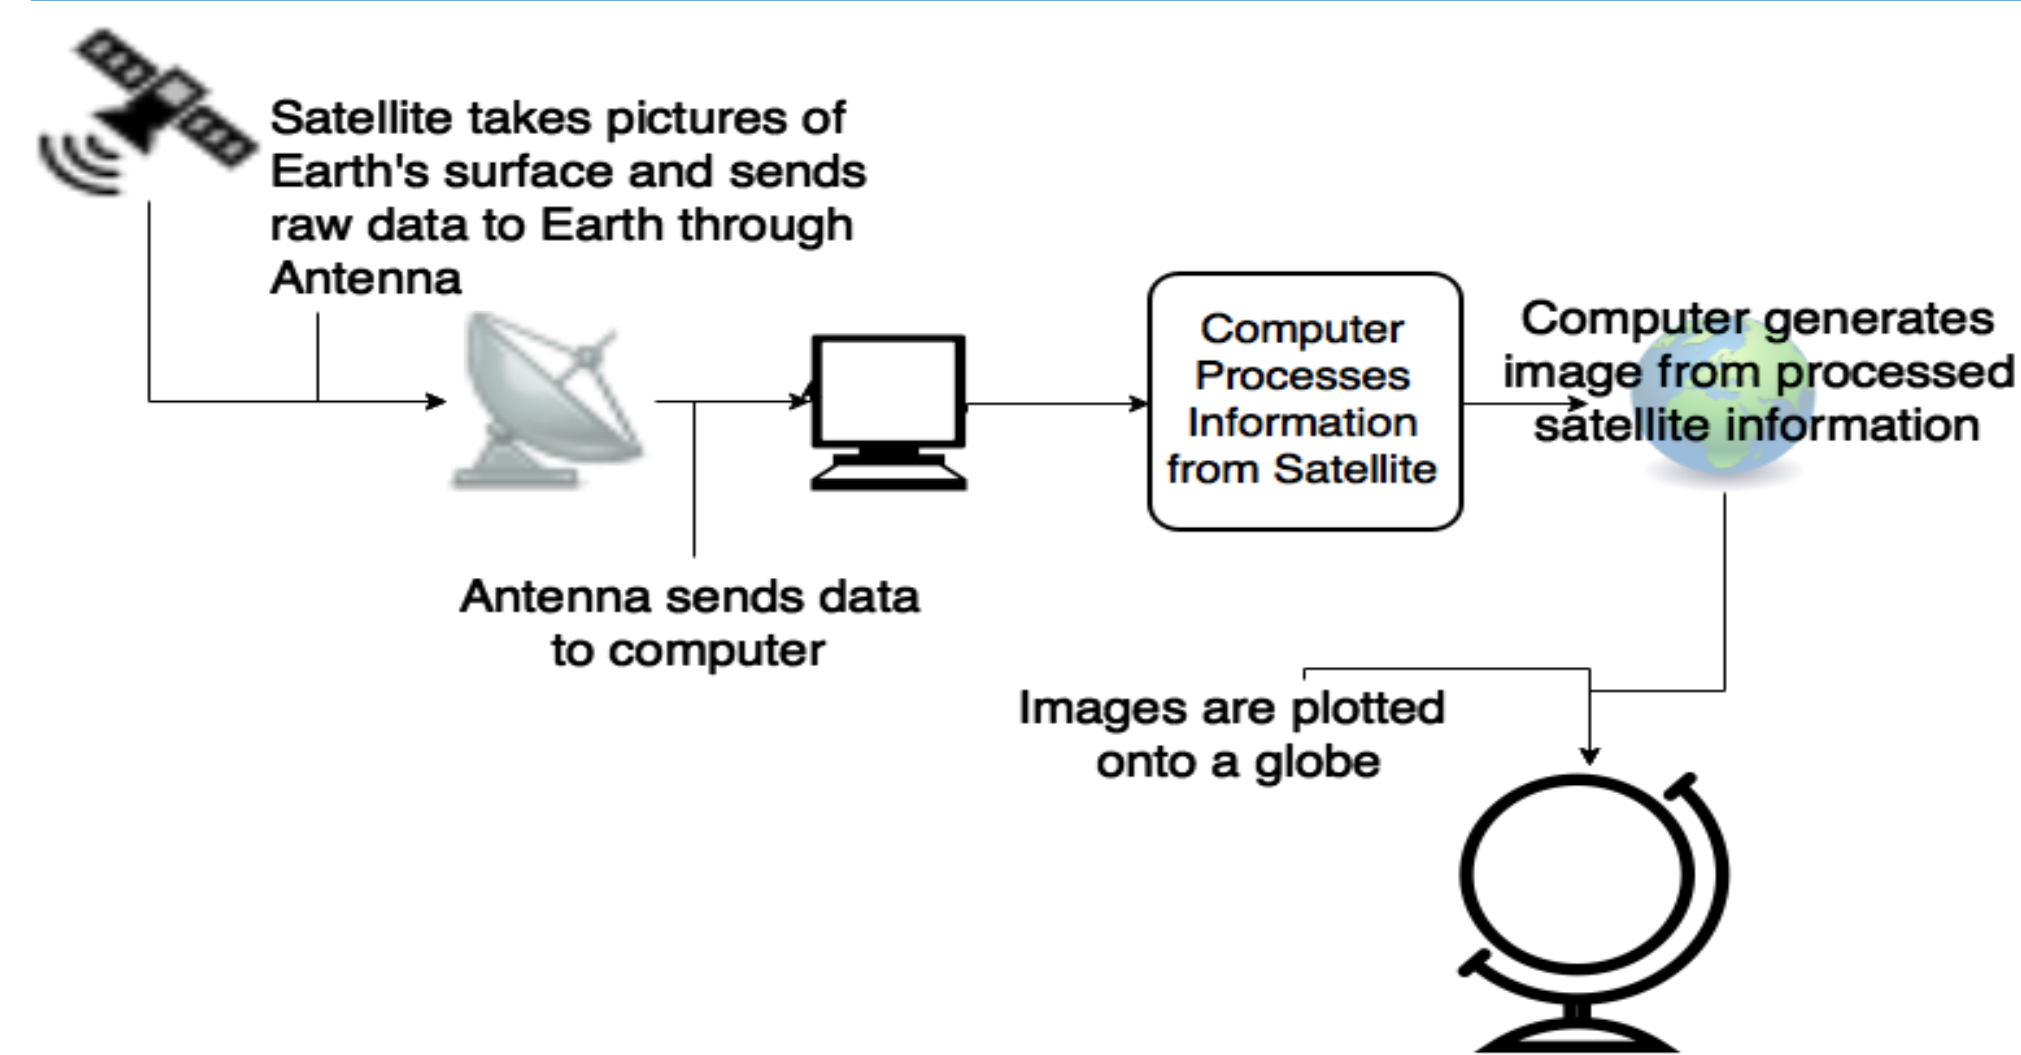 Satellite takes pictures of
Earth's surface and sends
raw data to Earth through
Antenna
Antenna sends data
to computer
Computer
Processes
Information
from Satellite
Computer generates
image from processed
satellite information
Images are plotted
onto a globe